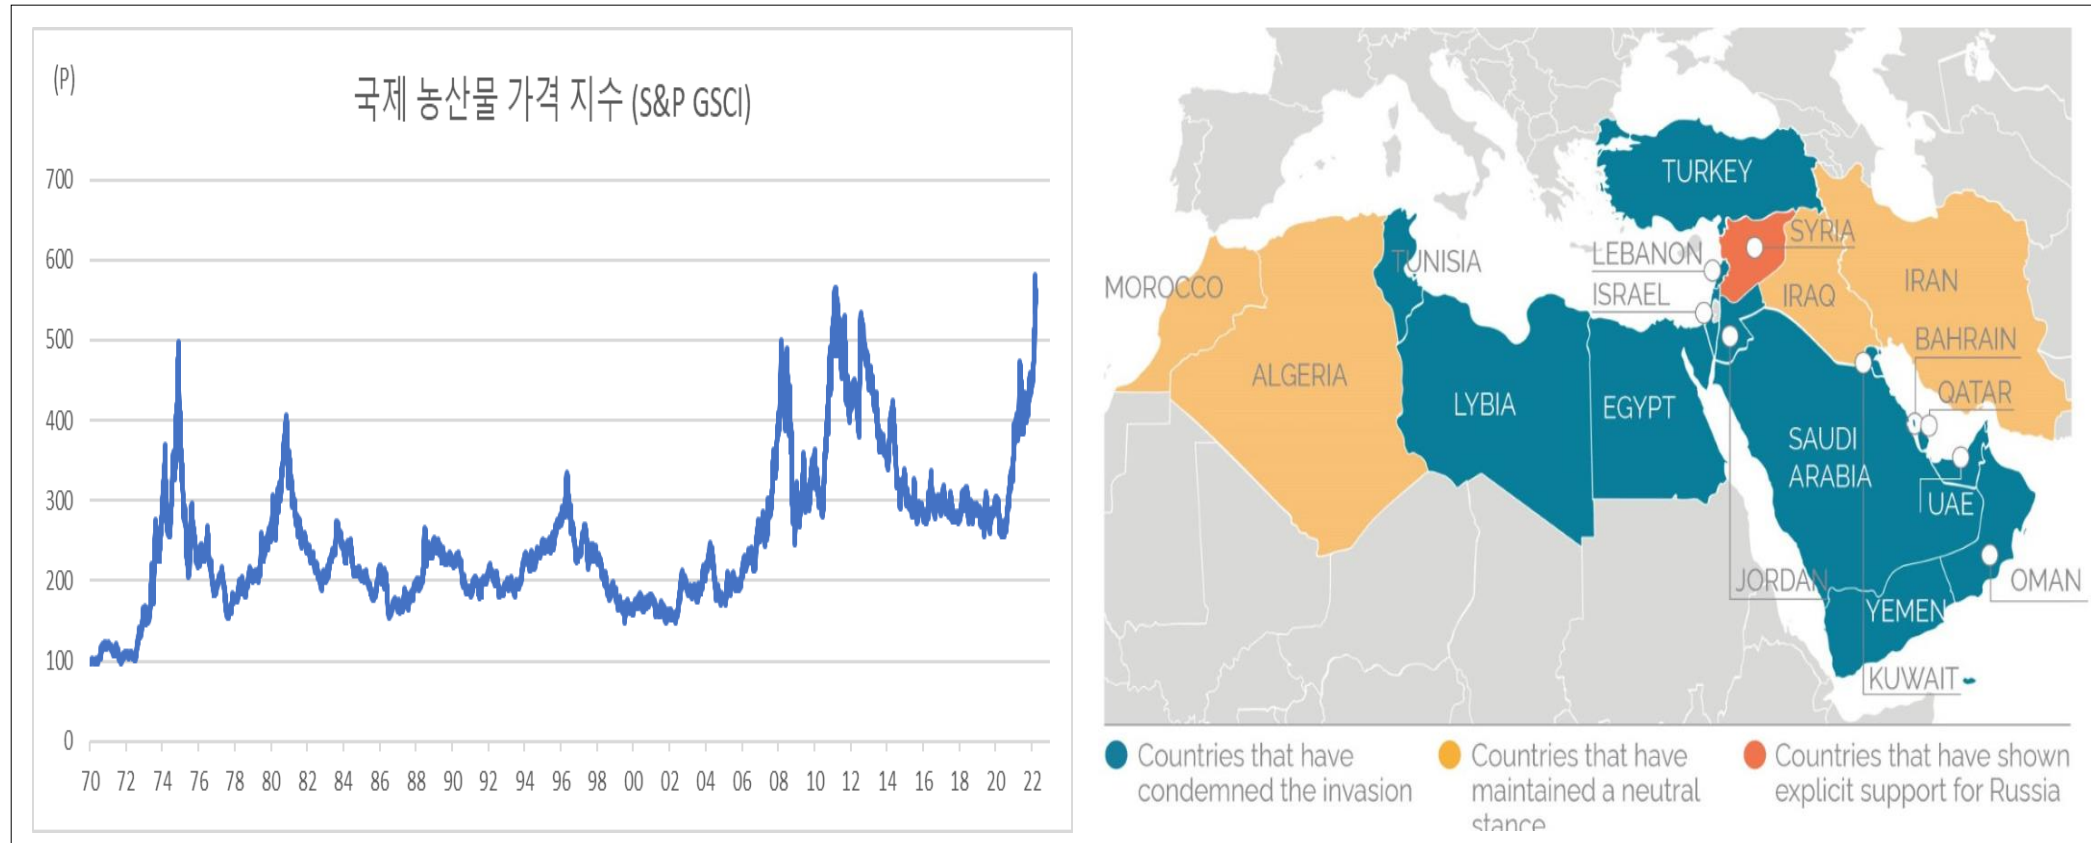 (P)
국제 농산물 가격 지수 (S&P GSCI)
700
600
500
400
300
200
100
0
70 72 74 76 78 80 82 84 86 88 90 92 94 96 98 00 02 04 06 08 10 12 14 16 18 20 22
TURKEY
SYRIA
LEBANON
TUNISIA
MOROCCO
ISRAEL
IRAQ
IRAN
BAHRAIN
ALGERIA
QATAR
LYBIA
EGYPT
SAUDI
ARABIA
UAE
JORDAN
OMAN
YEMEN
KUWAIT
Countries that have
condemned the invasion
Countries that have
maintained a neutral
stance
Countries that have shown
explicit support for Russia